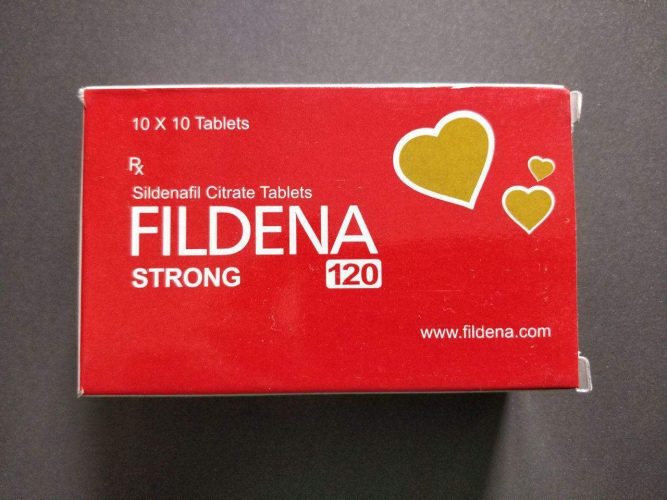 10 X 10 Tablets
Rx
Sildenafil Citrate Tablets
FILDENA
STRONG 120
www.fildena.com